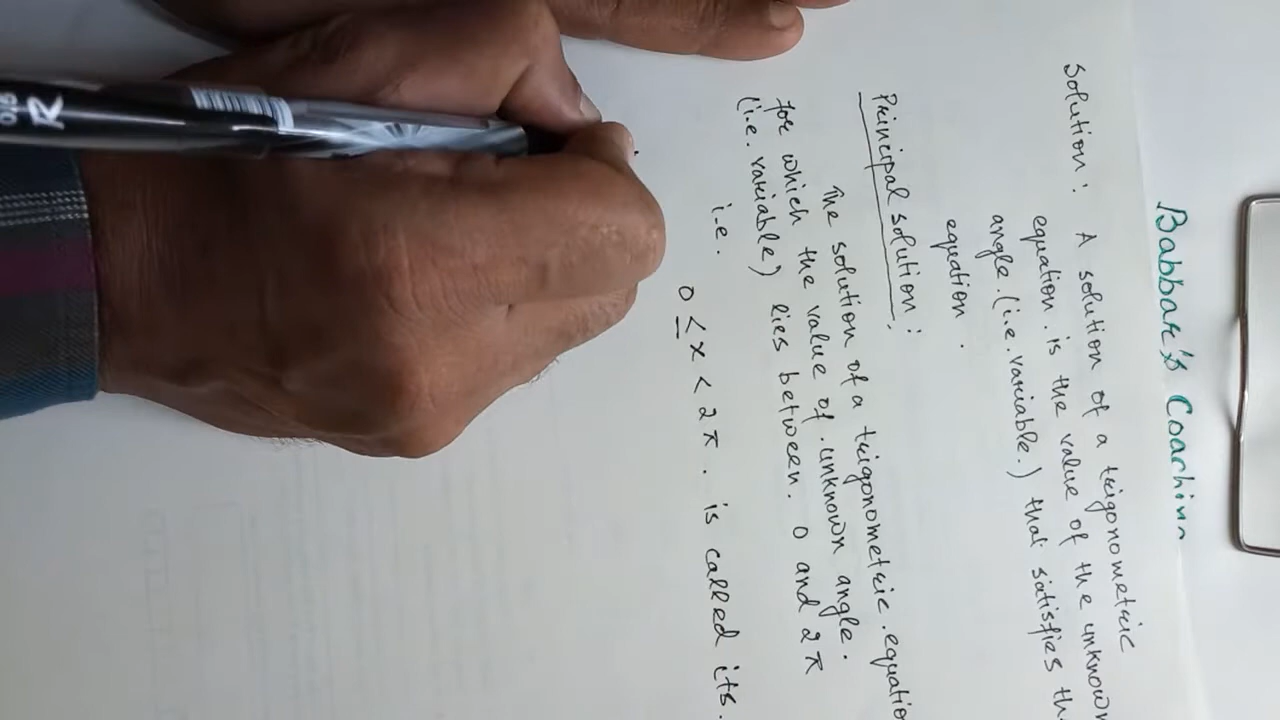 Babbar's Coaching
Solution: A solution of a trigonometric
equation. is the value of the unknown
angle.(i.e.variable.) that satisfies the
equation.
Principal solution:
The solution of a trigonometric.equation
for which the value of .unknown angle.
(i.e. variable) lies between. 0 and 2π
i.e.
0 ≤ x < 2π. is called its.
R